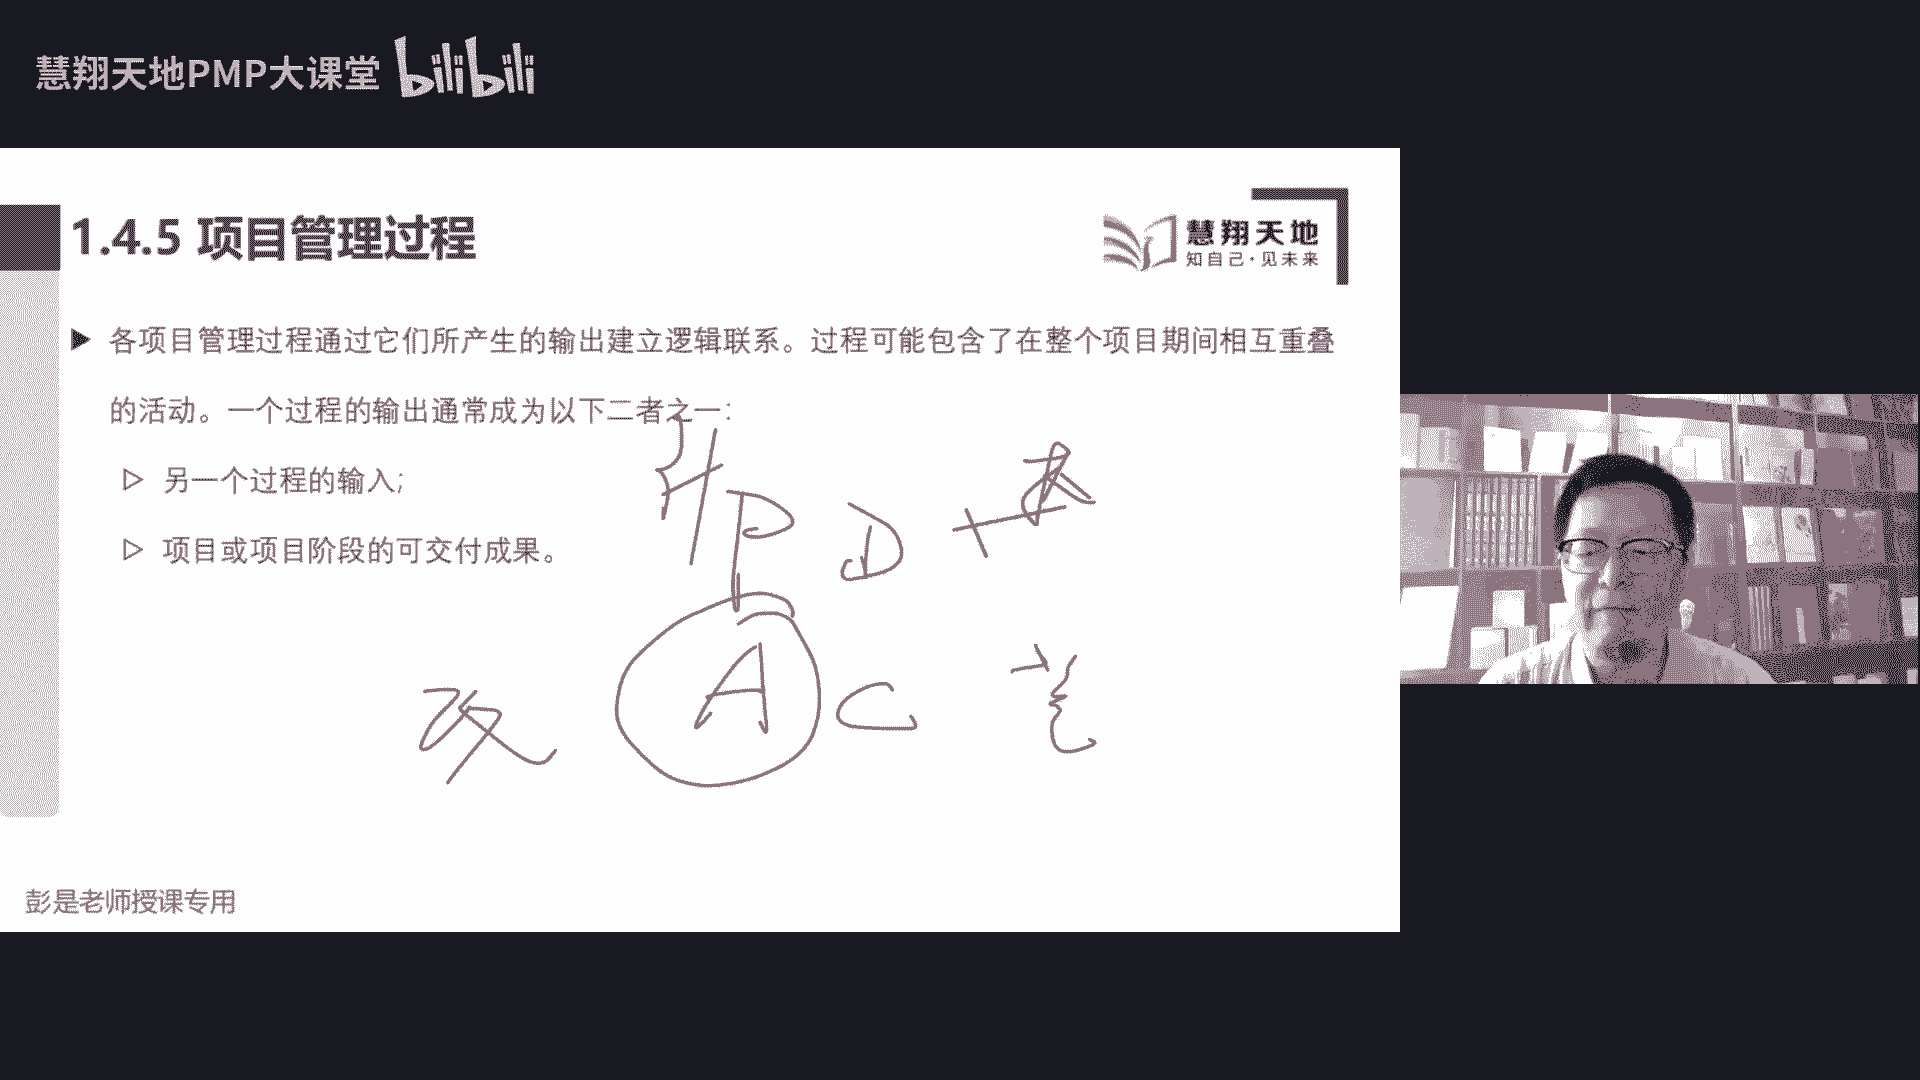 慧翔天地PMP大课堂 bilibili
1.4.5 项目管理过程
慧翔天地
知自己·见未来
各项目管理过程通过它们所产生的输出建立逻辑联系。过程可能包含了在整个项目期间相互重叠
的活动。一个过程的输出通常成为以下二者之一：
另一个过程的输入;
项目或项目阶段的可交付成果。
P D
改 A C
彭是老师授课专用